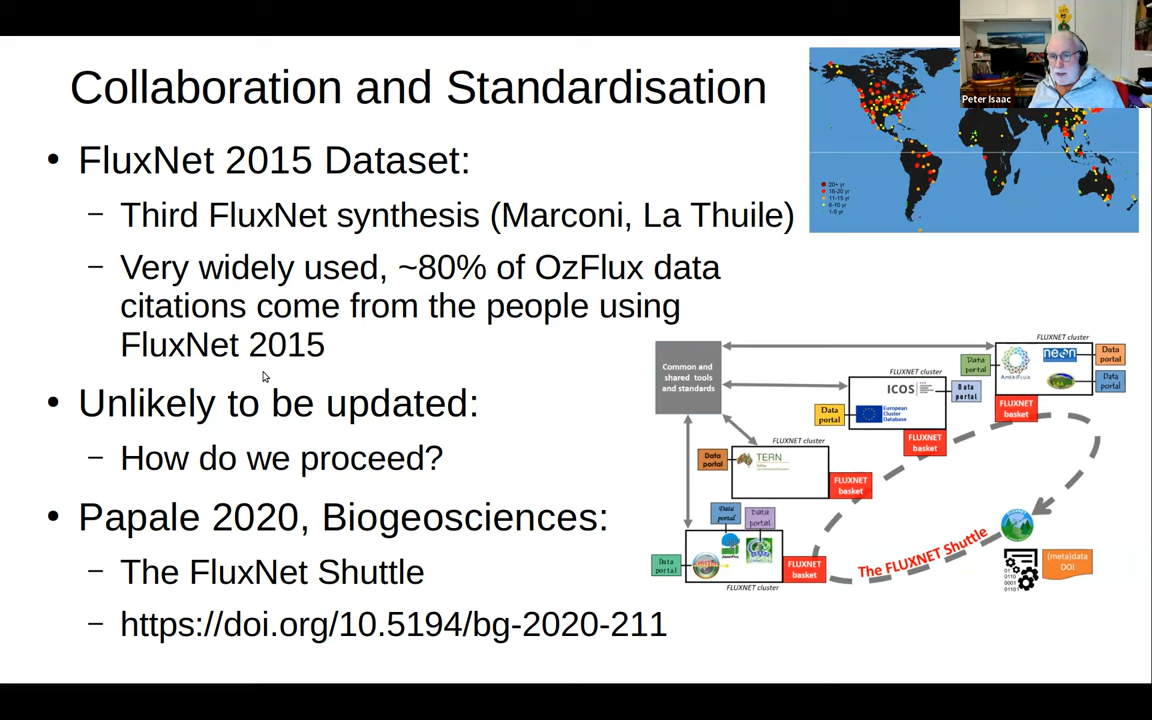 Collaboration and Standardisation
• FluxNet 2015 Dataset:
– Third FluxNet synthesis (Marconi, La Thuile)
– Very widely used, ~80% of OzFlux data
citations come from the people using
FluxNet 2015
• Unlikely to be updated:
– How do we proceed?
• Papale 2020, Biogeosciences:
– The FluxNet Shuttle
– https://doi.org/10.5194/bg-2020-211
Peter Isaac
20+ yr
16-20 yr
11-15 yr
6-10 yr
1-5 yr
FLUXNET cluster
Common and
shared tools
and standards
Data
portal
AMERIFLUX
neon
Data
portal
Data
portal
FLUXNET
basket
FLUXNET cluster
ICOS
Data
portal
Data
portal
European
Cluster
Database
FLUXNET
basket
FLUXNET cluster
Data
portal
TERN
FLUXNET
basket
Data
portal
Data
portal
Data
portal
FLUXNET
basket
FLUXNET cluster
The FLUXNET Shuttle
(meta)data
DOI